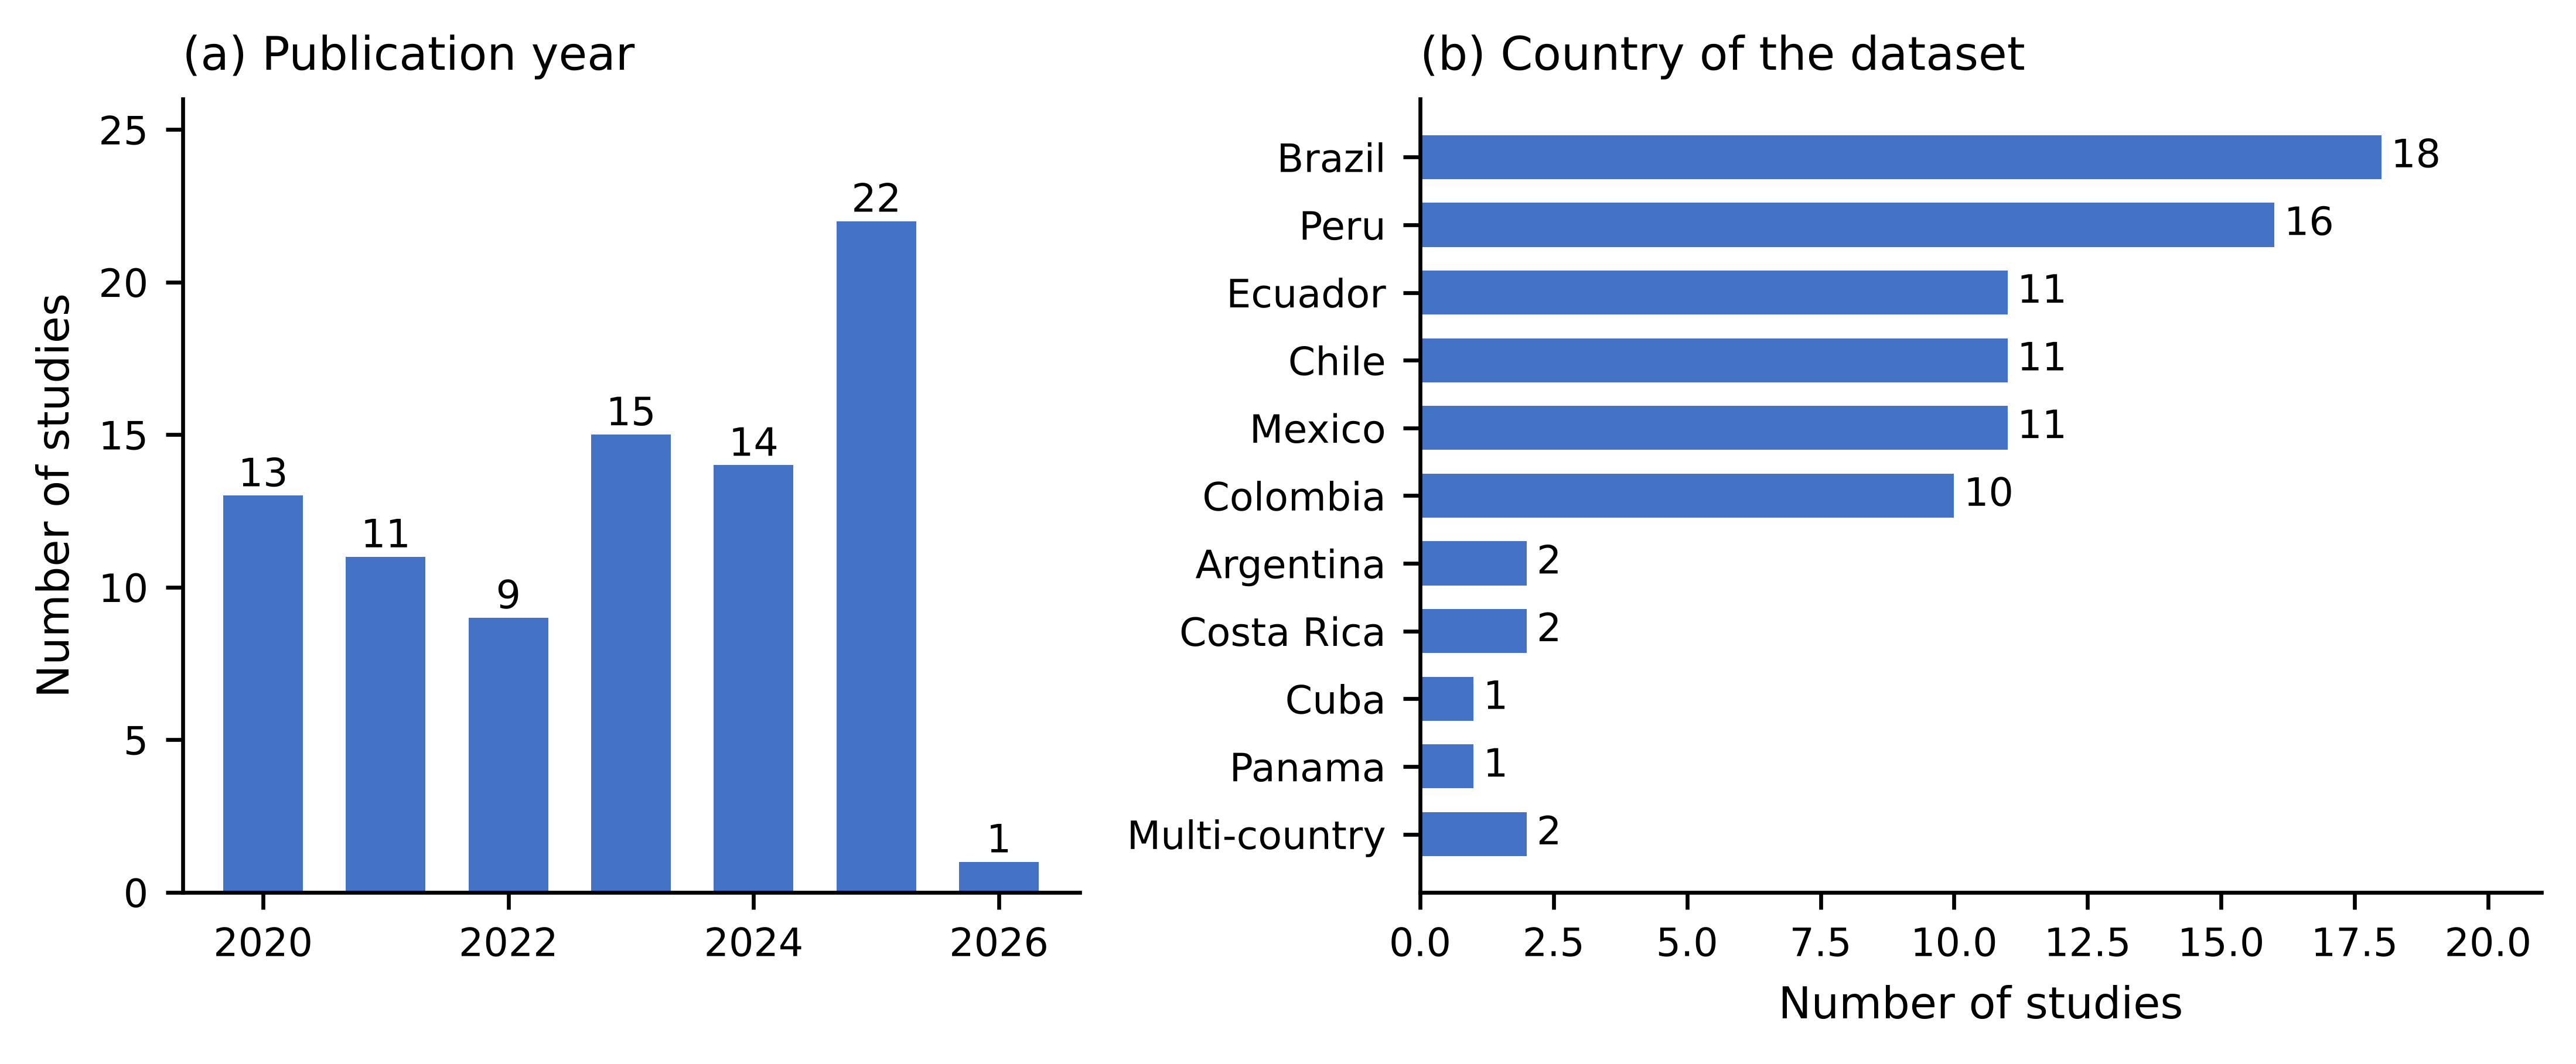 (a) Publication year
25
20
15
10
5
0
Number of studies
13
11
9
15
14
22
1
2020
2022
2024
2026
(b) Country of the dataset
Brazil 18
Peru 16
Ecuador 11
Chile 11
Mexico 11
Colombia 10
Argentina 2
Costa Rica 2
Cuba 1
Panama 1
Multi-country 2
0.0 2.5 5.0 7.5 10.0 12.5 15.0 17.5 20.0
Number of studies